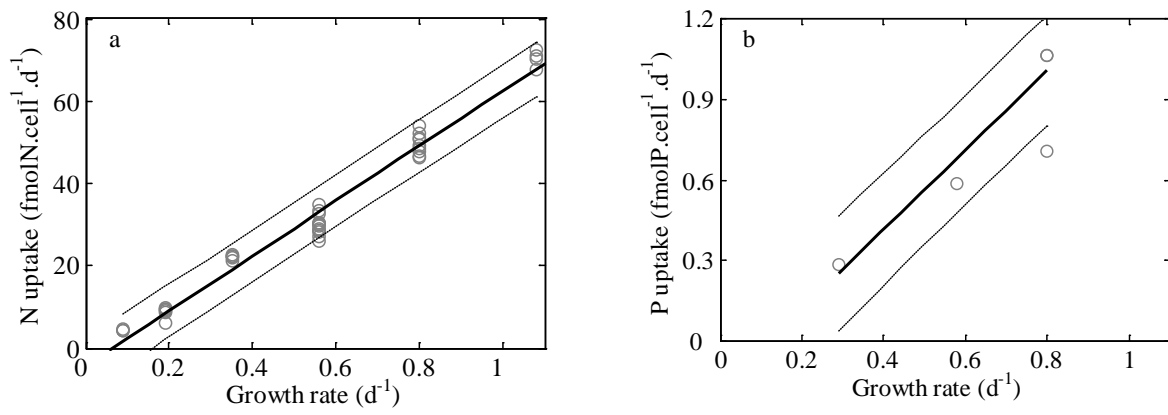 a
N uptake (fmolN.cell⁻¹.d⁻¹)
80
60
40
20
0
0 0.2 0.4 0.6 0.8 1
Growth rate (d⁻¹)
b
P uptake (fmolP.cell⁻¹.d⁻¹)
1.2
0.9
0.6
0.3
0
0 0.2 0.4 0.6 0.8 1
Growth rate (d⁻¹)